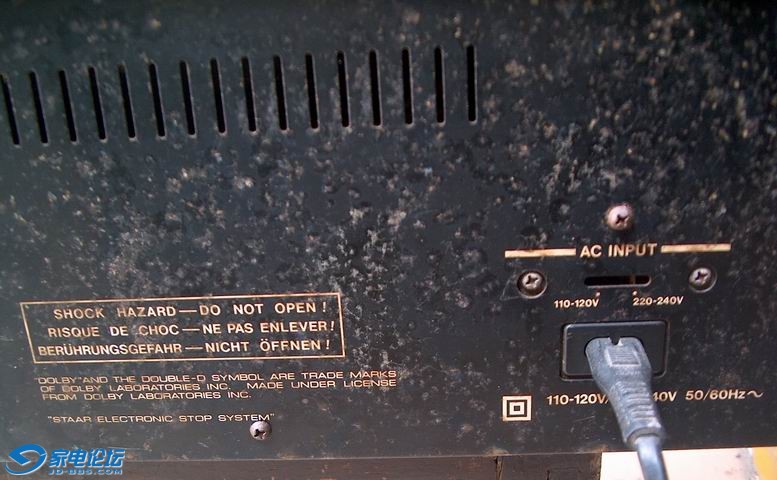 AC INPUT
110-120V 220-240V
SHOCK HAZARD — DO NOT OPEN !
RISQUE DE CHOC — NE PAS ENLEVER !
BERÜHRUNGSGEFAHR — NICHT ÖFFNEN !
"DOLBY" AND THE DOUBLE-D SYMBOL ARE TRADE MARKS
OF DOLBY LABORATORIES INC. MADE UNDER LICENSE
FROM DOLBY LABORATORIES INC.
110-120V/ 40V 50/60Hz~
"STAAR ELECTRONIC STOP SYSTEM"
家电论坛
JD-BBS.COM